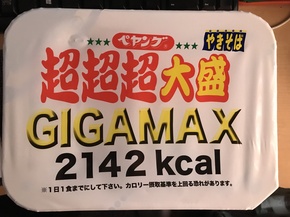 ★★★ペヤング★★★ やきそば
超超超大盛
GIGAMAX
2142 kcal
※1日1食までにして下さい。カロリー摂取基準を上回る恐れがあります。